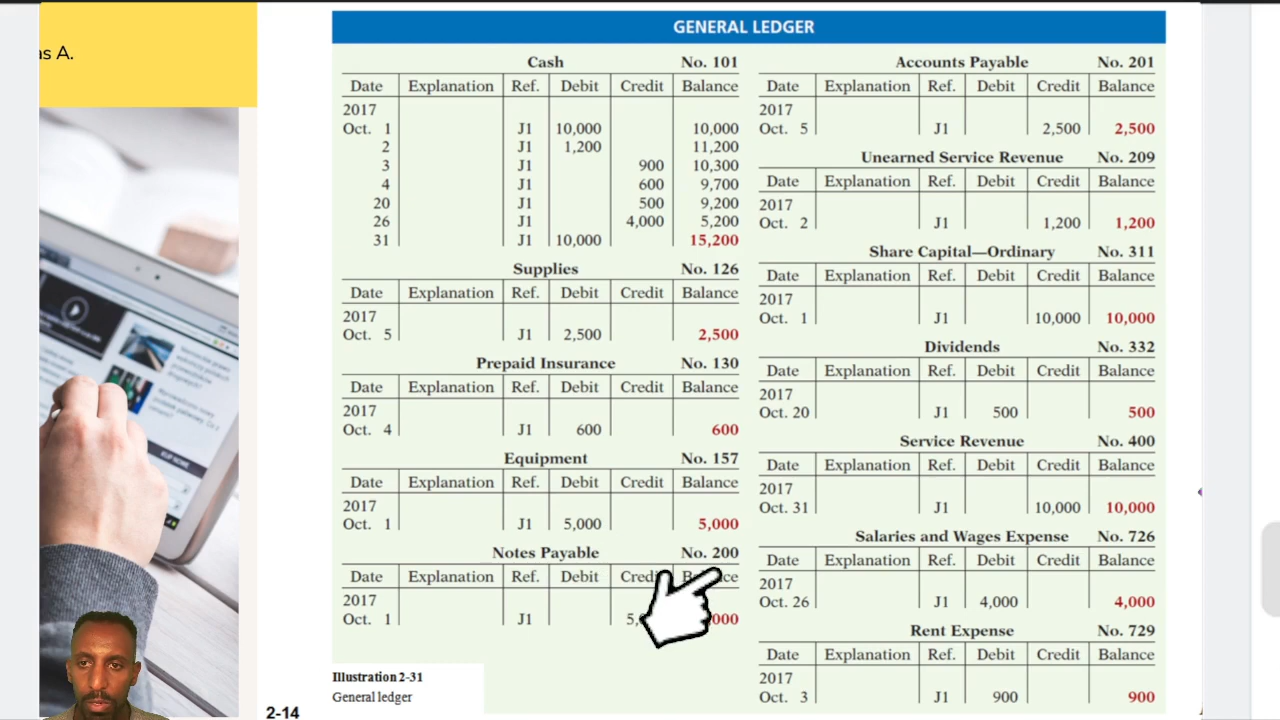 as A.
GENERAL LEDGER
Cash No. 101
Date Explanation Ref. Debit Credit Balance
2017
Oct. 1 J1 10,000 10,000
2 J1 1,200 11,200
3 J1 900 10,300
4 J1 600 9,700
20 J1 500 9,200
26 J1 4,000 5,200
31 J1 10,000 15,200
Supplies No. 126
Date Explanation Ref. Debit Credit Balance
2017
Oct. 5 J1 2,500 2,500
Prepaid Insurance No. 130
Date Explanation Ref. Debit Credit Balance
2017
Oct. 4 J1 600 600
Equipment No. 157
Date Explanation Ref. Debit Credit Balance
2017
Oct. 1 J1 5,000 5,000
Notes Payable No. 200
Date Explanation Ref. Debit
2017
Oct. 1 J1
Illustration 2-31
General ledger
2-14
Accounts Payable No. 201
Date Explanation Ref. Debit Credit Balance
2017
Oct. 5 J1 2,500 2,500
Unearned Service Revenue No. 209
Date Explanation Ref. Debit Credit Balance
2017
Oct. 2 J1 1,200 1,200
Share Capital—Ordinary No. 311
Date Explanation Ref. Debit Credit Balance
2017
Oct. 1 J1 10,000 10,000
Dividends No. 332
Date Explanation Ref. Debit Credit Balance
2017
Oct. 20 J1 500 500
Service Revenue No. 400
Date Explanation Ref. Debit Credit Balance
2017
Oct. 31 J1 10,000 10,000
Salaries and Wages Expense No. 726
Date Explanation Ref. Debit Credit Balance
2017
Oct. 26 J1 4,000 4,000
Rent Expense No. 729
Date Explanation Ref. Debit Credit Balance
2017
Oct. 3 J1 900 900